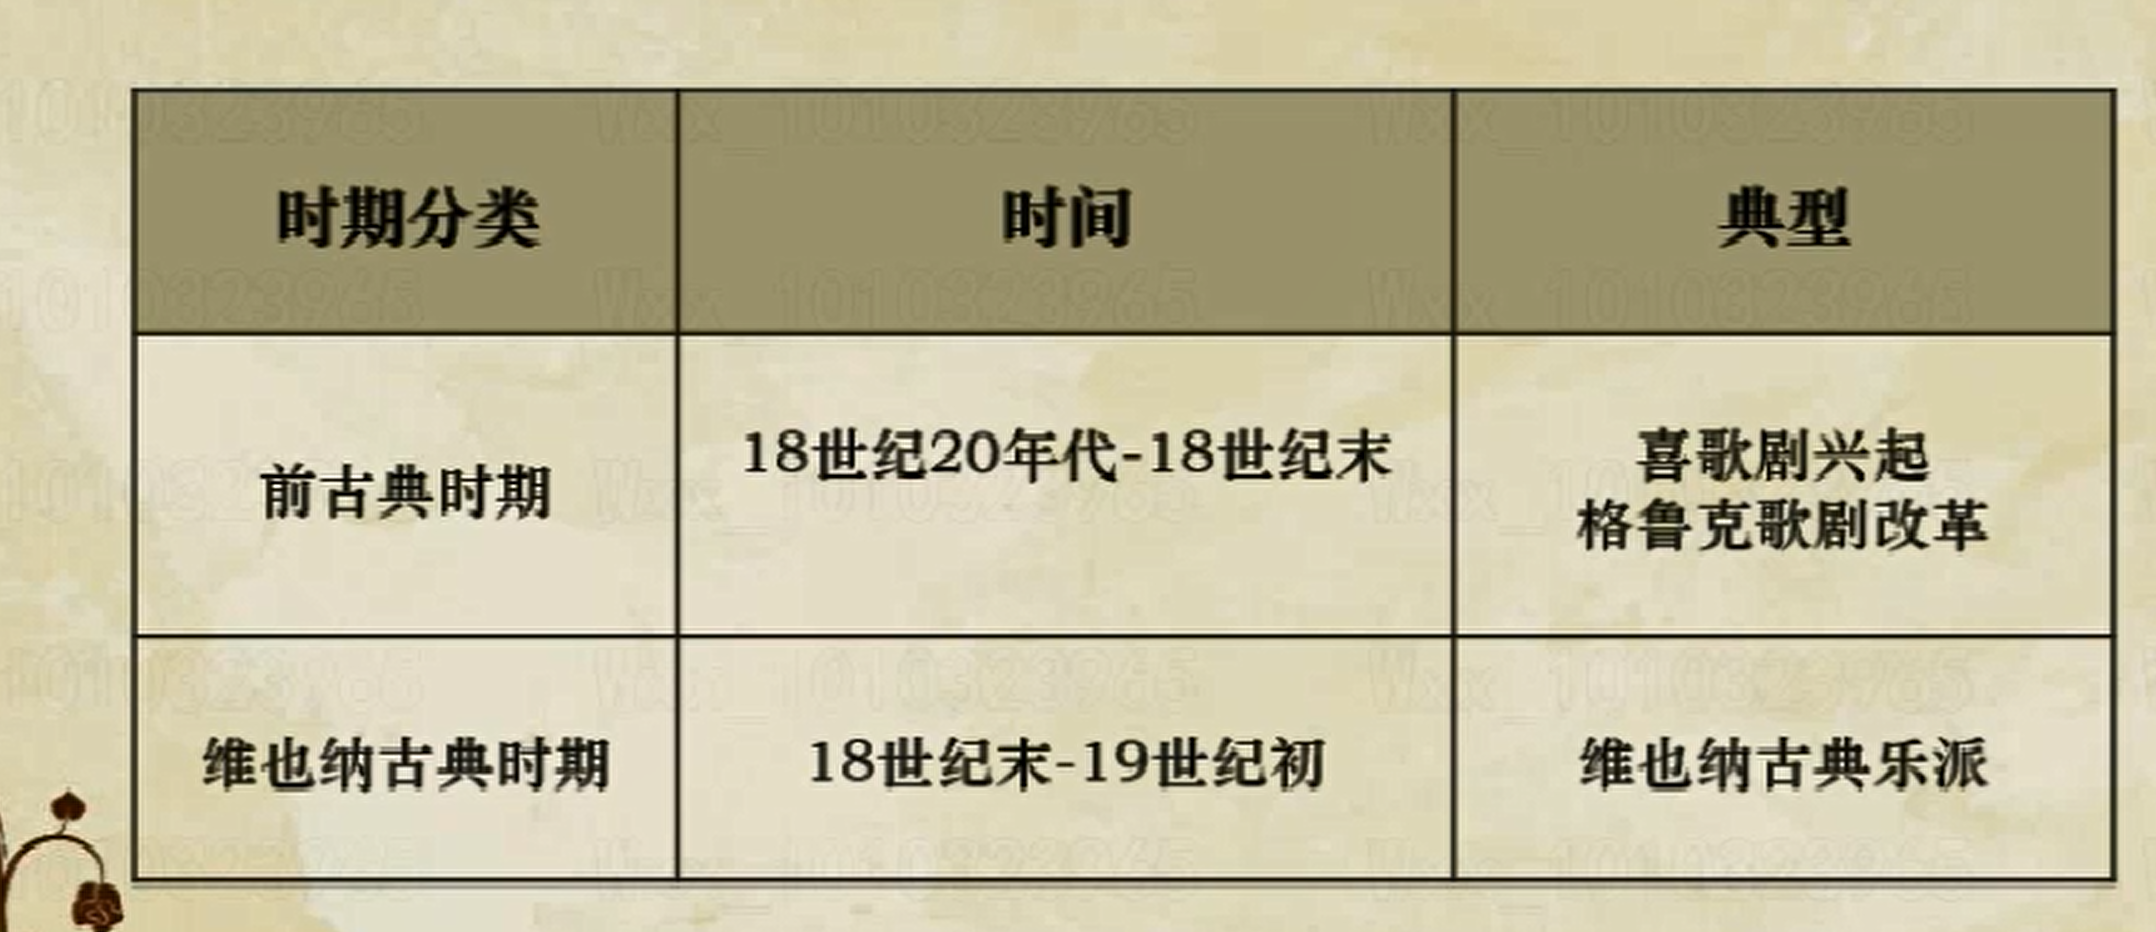 时期分类 时间 典型
前古典时期 18世纪20年代-18世纪末 喜歌剧兴起
格鲁克歌剧改革
维也纳古典时期 18世纪末-19世纪初 维也纳古典乐派
Wxx_1010323965